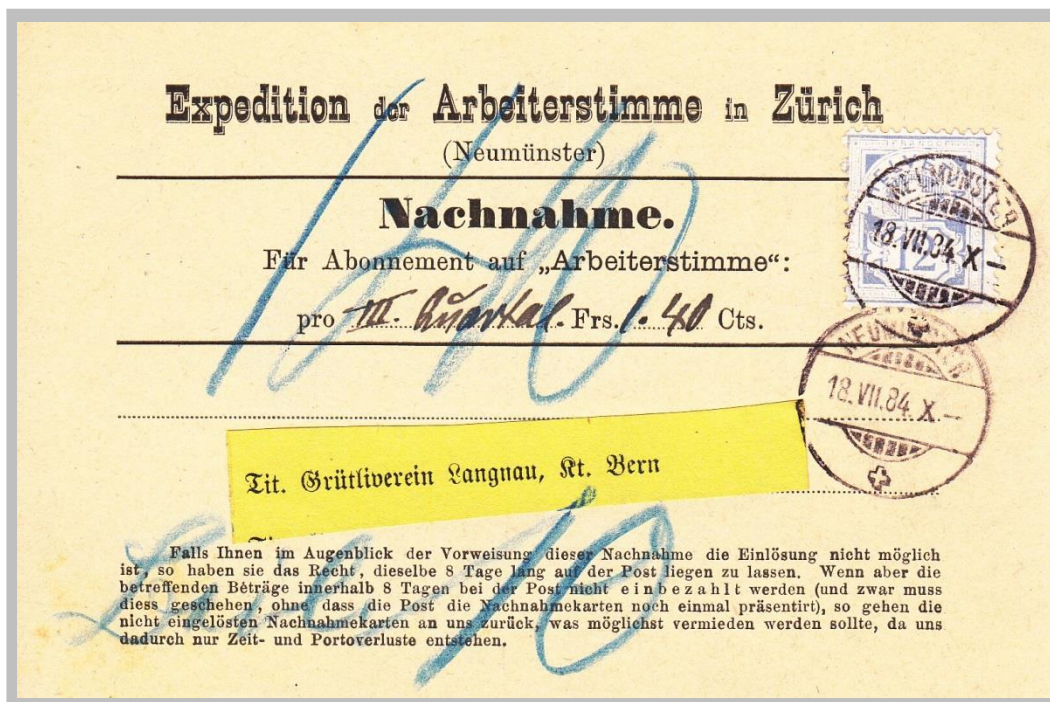 Expedition der Arbeiterstimme in Zürich
(Neumünster)
FRANCO
12
NEUMÜNSTER
18.VII.84.X–
Nachnahme.
Für Abonnement auf „Arbeiterstimme“:
pro III. Quartal. Frs. 1. 40 Cts.
140
NEUMÜNSTER
18.VII.84.X.–
Tit. Grütliverein Langnau, Kt. Bern
10
Falls Ihnen im Augenblick der Vorweisung dieser Nachnahme die Einlösung nicht möglich
ist, so haben sie das Recht, dieselbe 8 Tage lang auf der Post liegen zu lassen. Wenn aber die
betreffenden Beträge innerhalb 8 Tagen bei der Post nicht einbezahlt werden (und zwar muss
diess geschehen, ohne dass die Post die Nachnahmekarten noch einmal präsentirt), so gehen die
nicht eingelösten Nachnahmekarten an uns zurück, was möglichst vermieden werden sollte, da uns
dadurch nur Zeit- und Portoverluste entstehen.